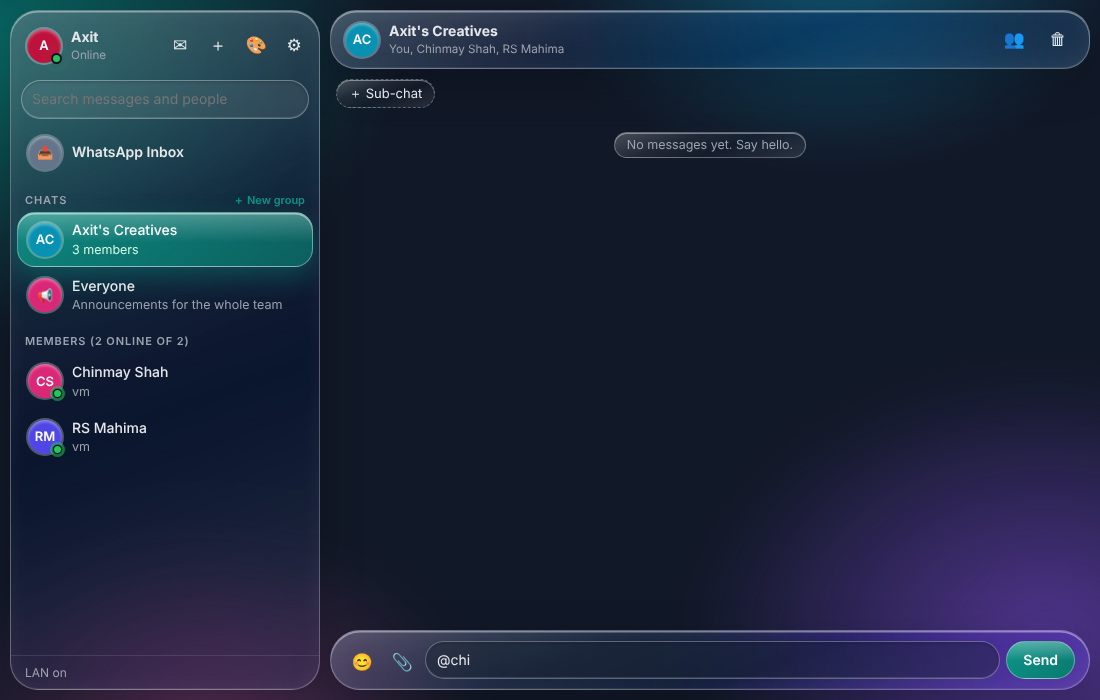 A
Axit
Online
Search messages and people
WhatsApp Inbox
CHATS
+ New group
AC
Axit's Creatives
3 members
Everyone
Announcements for the whole team
MEMBERS (2 ONLINE OF 2)
CS
Chinmay Shah
vm
RM
RS Mahima
vm
LAN on
AC
Axit's Creatives
You, Chinmay Shah, RS Mahima
+ Sub-chat
No messages yet. Say hello.
@chi
Send